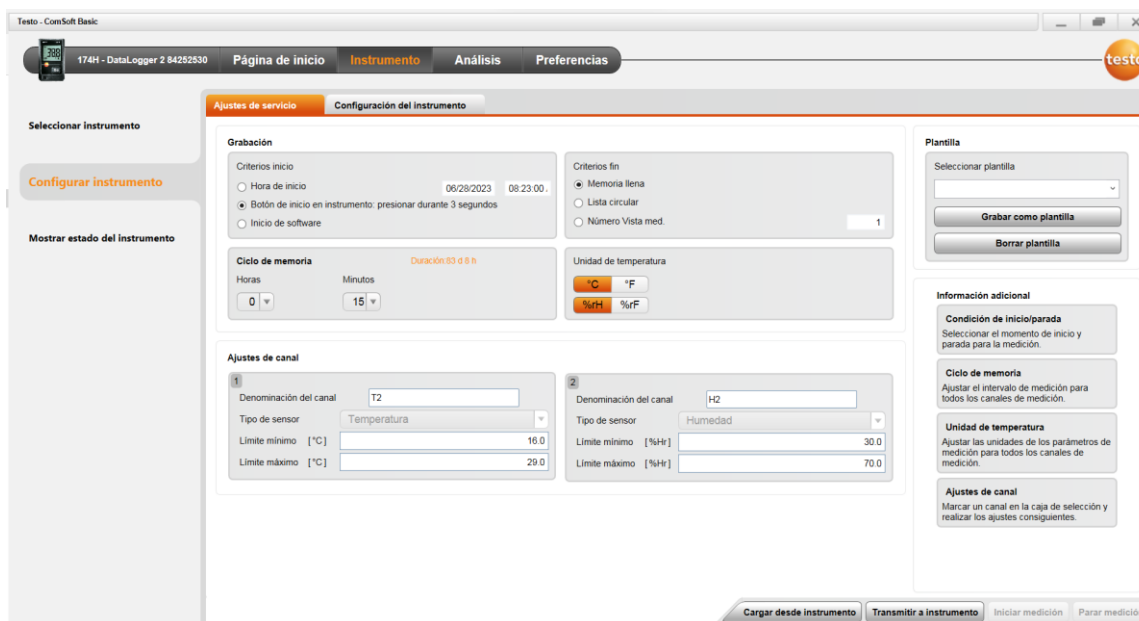 Testo - ComSoft Basic
174H - DataLogger 2 84252530
Página de inicio
Instrumento
Análisis
Preferencias
testo
Seleccionar instrumento
Configurar instrumento
Mostrar estado del instrumento
Ajustes de servicio
Configuración del instrumento
Grabación
Criterios inicio
Hora de inicio 06/28/2023 08:23:00.
Botón de inicio en instrumento: presionar durante 3 segundos
Inicio de software
Criterios fin
Memoria llena
Lista circular
Número Vista med. 1
Ciclo de memoria Duración:83 d 8 h
Horas Minutos
0 15
Unidad de temperatura
°C °F
%rH %rF
Ajustes de canal
1
Denominación del canal T2
Tipo de sensor Temperatura
Límite mínimo [°C] 16.0
Límite máximo [°C] 29.0
2
Denominación del canal H2
Tipo de sensor Humedad
Límite mínimo [%Hr] 30.0
Límite máximo [%Hr] 70.0
Plantilla
Seleccionar plantilla
Grabar como plantilla
Borrar plantilla
Información adicional
Condición de inicio/parada
Seleccionar el momento de inicio y
parada para la medición.
Ciclo de memoria
Ajustar el intervalo de medición para
todos los canales de medición.
Unidad de temperatura
Ajustar las unidades de los parámetros de
medición para todos los canales de
medición.
Ajustes de canal
Marcar un canal en la caja de selección y
realizar los ajustes consiguientes.
Cargar desde instrumento
Transmitir a instrumento
Iniciar medición
Parar medició